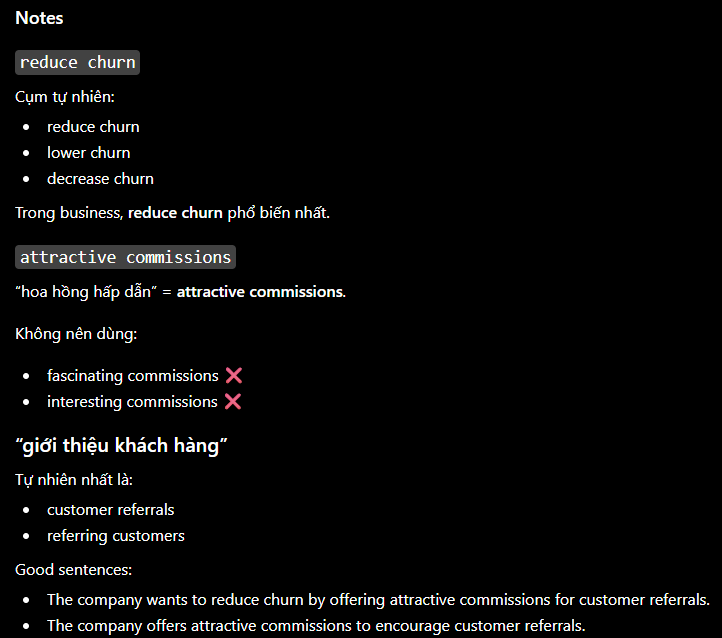 Notes
reduce churn
Cụm tự nhiên:
• reduce churn
• lower churn
• decrease churn
Trong business, reduce churn phổ biến nhất.
attractive commissions
“hoa hồng hấp dẫn” = attractive commissions.
Không nên dùng:
• fascinating commissions ❌
• interesting commissions ❌
“giới thiệu khách hàng”
Tự nhiên nhất là:
• customer referrals
• referring customers
Good sentences:
• The company wants to reduce churn by offering attractive commissions for customer referrals.
• The company offers attractive commissions to encourage customer referrals.